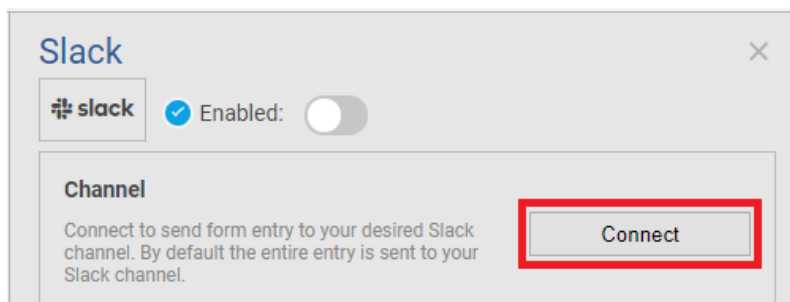 Slack
slack
Enabled:
Channel
Connect to send form entry to your desired Slack
channel. By default the entire entry is sent to your
Slack channel.
Connect